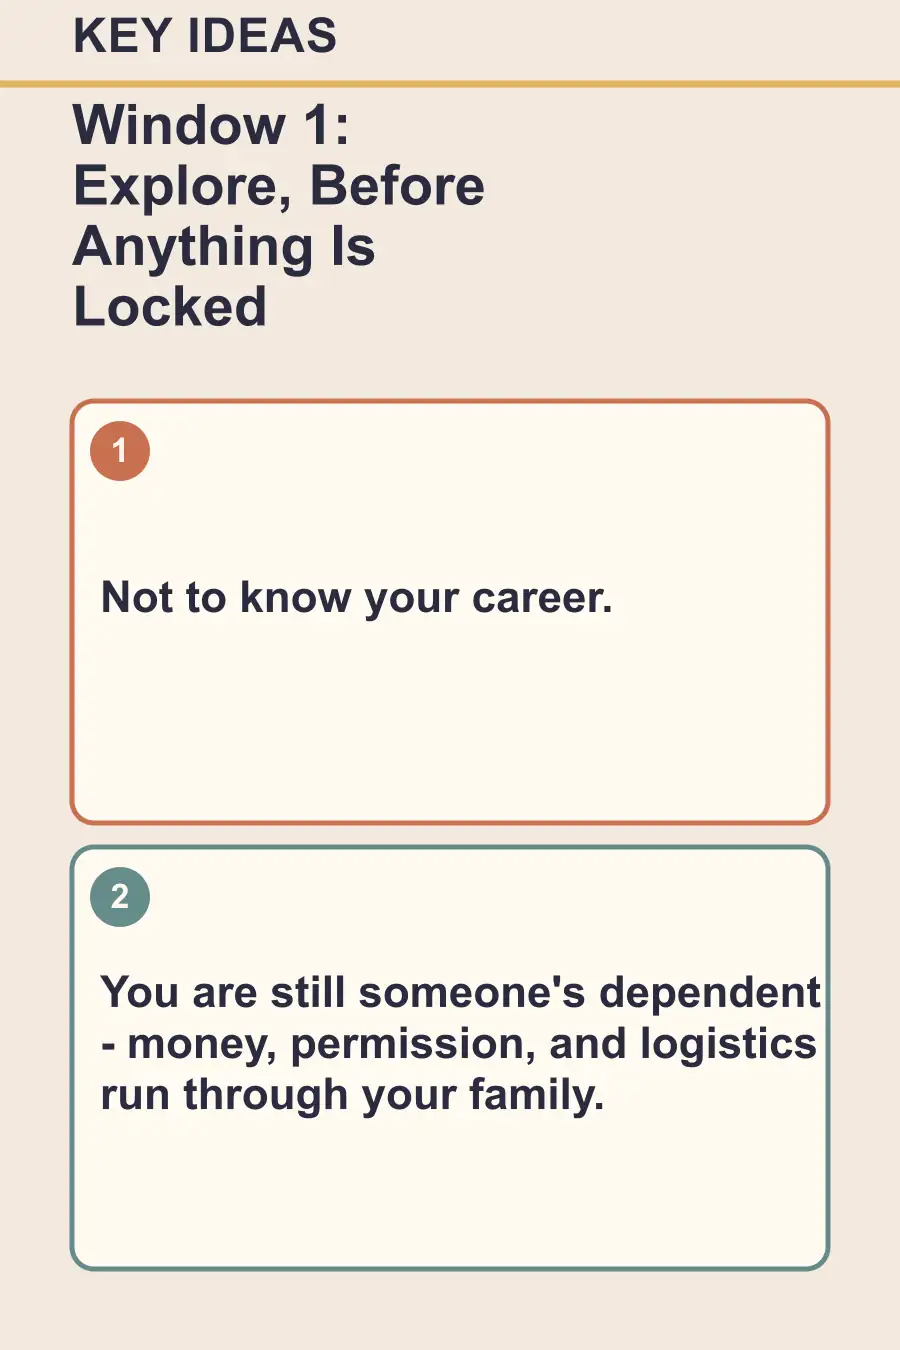 KEY IDEAS
Window 1:
Explore, Before
Anything Is
Locked
1
Not to know your career.
2
You are still someone's dependent
- money, permission, and logistics
run through your family.